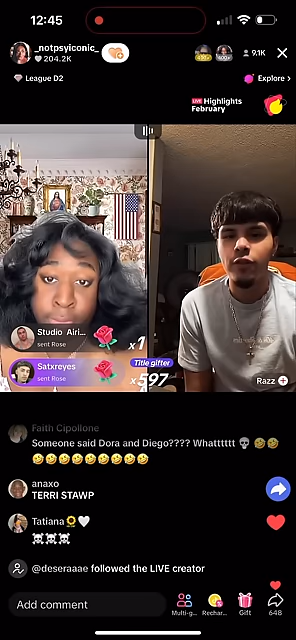 12:45
_notpsyiconic_
204.2K
9.1K
League D2
Explore >
LIVE Highlights
February
Studio Airi...
sent Rose
x1
Title gifter
Satxreyes
sent Rose
x597
Razz
Faith Cipollone
Someone said Dora and Diego???? Whatttttt 💀🤣🤣
🤣🤣🤣🤣🤣🤣🤣🤣🤣🤣
anaxo
TERRI STAWP
Tatiana🌻🤍
☠️☠️☠️
@deseraaae followed the LIVE creator
Add comment
Multi-g...
Rechar...
Gift
648